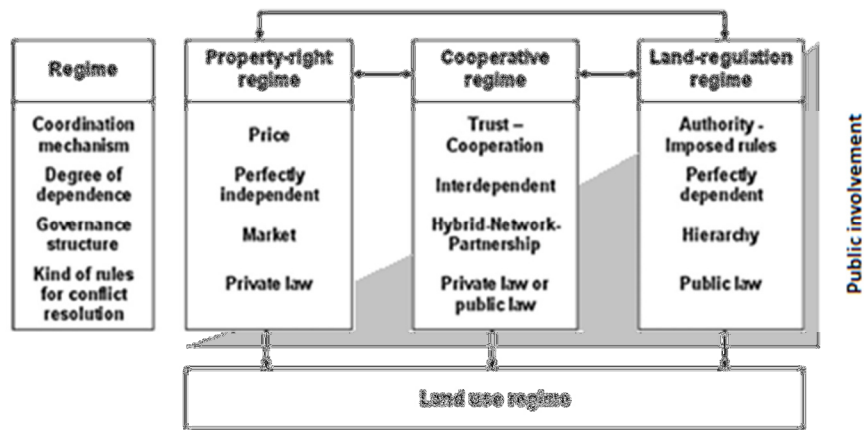 Regime
Coordination
mechanism
Degree of
dependence
Governance
structure
Kind of rules
for conflict
resolution
Property-right
regime
Price
Perfectly
independent
Market
Private law
Cooperative
regime
Trust –
Cooperation
Interdependent
Hybrid-Network-
Partnership
Private law or
public law
Land-regulation
regime
Authority -
Imposed rules
Perfectly
dependent
Hierarchy
Public law
Public involvement
Land use regime